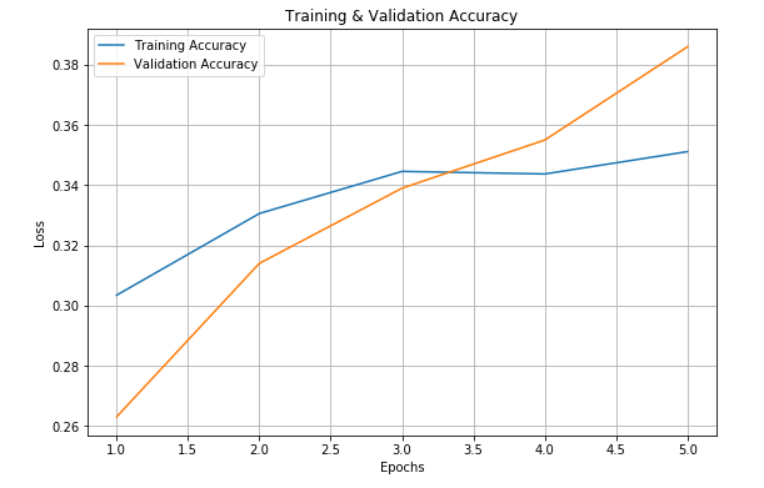 Training & Validation Accuracy
Training Accuracy
Validation Accuracy
0.38
0.36
0.34
0.32
0.30
0.28
0.26
Loss
1.0 1.5 2.0 2.5 3.0 3.5 4.0 4.5 5.0
Epochs